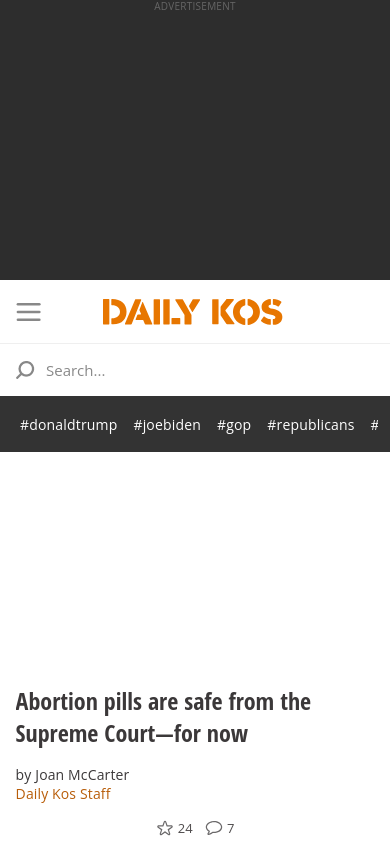 ADVERTISEMENT
DAILY KOS
Search...
#donaldtrump #joebiden #gop #republicans #
Abortion pills are safe from the
Supreme Court—for now
by Joan McCarter
Daily Kos Staff
24 7